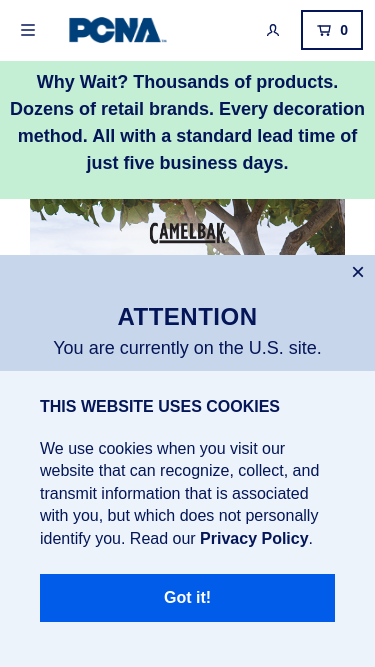 PCNA
0
Why Wait? Thousands of products.
Dozens of retail brands. Every decoration
method. All with a standard lead time of
just five business days.
CAMELBAK
ATTENTION
You are currently on the U.S. site.
THIS WEBSITE USES COOKIES
We use cookies when you visit our
website that can recognize, collect, and
transmit information that is associated
with you, but which does not personally
identify you. Read our Privacy Policy.
Got it!